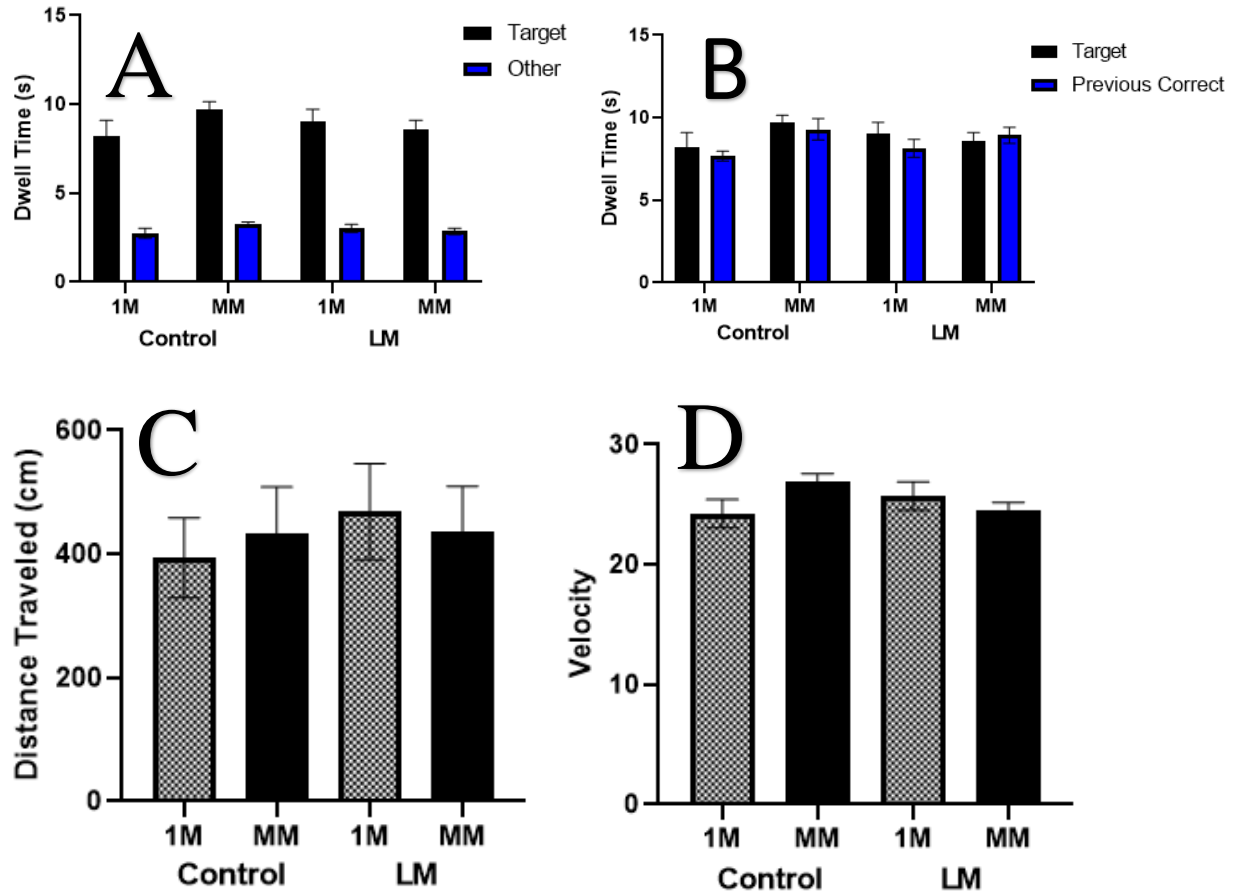 A
15
10
5
0
Dwell Time (s)
Target
Other
1M MM 1M MM
Control LM
B
15
10
5
0
Dwell Time (s)
Target
Previous Correct
1M MM 1M MM
Control LM
C
600
400
200
0
Distance Traveled (cm)
1M MM 1M MM
Control LM
D
30
20
10
0
Velocity
1M MM 1M MM
Control LM